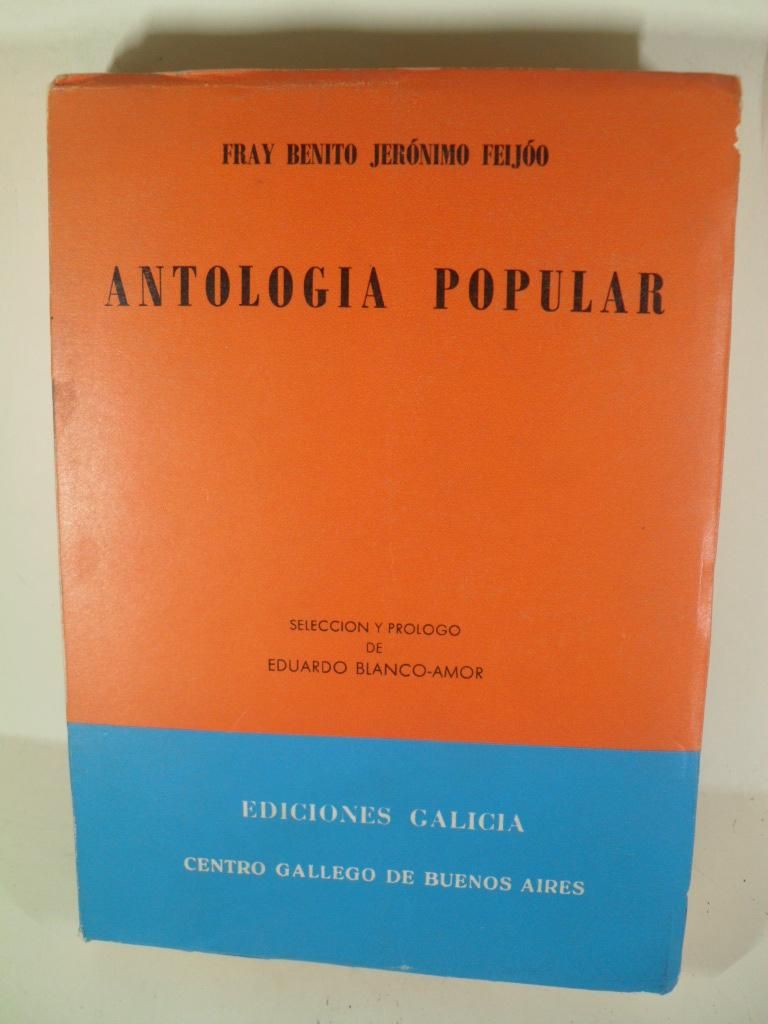 FRAY BENITO JERÓNIMO FEIJÓO
ANTOLOGIA POPULAR
SELECCION Y PROLOGO
DE
EDUARDO BLANCO-AMOR
EDICIONES GALICIA
CENTRO GALLEGO DE BUENOS AIRES